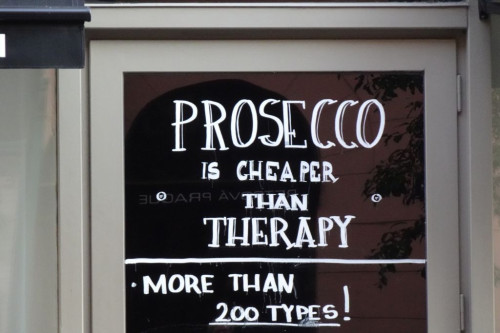 PROSECCO
IS CHEAPER
THAN
THERAPY
· MORE THAN
200 TYPES!